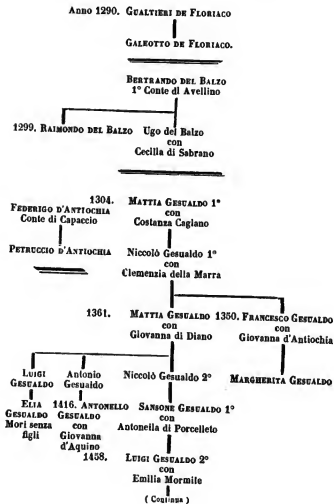 Anno 1290. GUALTIERI DE FLORIACO
GALEOTTO DE FLORIACO.
BERTRANDO DEL BALZO
1° Conte di Avellino
1299. RAIMONDO DEL BALZO
Ugo del Balzo
con
Cecilia di Sabrano
FEDERIGO D'ANTIOCHIA
Conte di Capaccio
PETRUCCIO D'ANTIOCHIA
1304. MATTIA GESUALDO 1°
con
Costanza Cagiano
Niccolò Gesualdo 1°
con
Clemenzia della Marra
1361. MATTIA GESUALDO
con
Giovanna di Diano
1350. FRANCESCO GESUALDO
con
Giovanna d'Antiochia
MARGHERITA GESUALDO
LUIGI
GESUALDO
ELIA
GESUALDO
Mori senza
figli
Antonio
Gesualdo
1416. ANTONELLO
GESUALDO
con
Giovanna
d'Aquino
Niccolò Gesualdo 2°
con
SANSONE GESUALDO 1°
con
Antonella di Porcelleto
1458. LUIGI GESUALDO 2°
con
Emilia Mormile
(Continua)